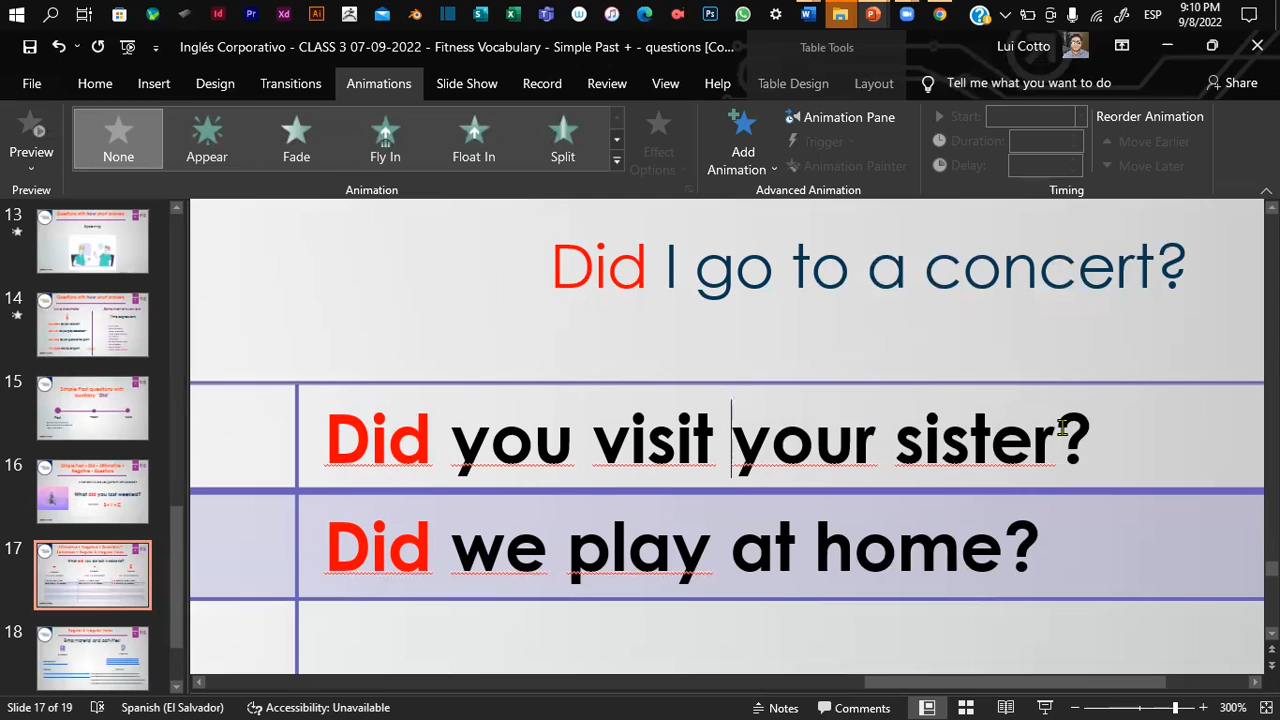 9:10 PM
ESP
9/8/2022
Inglés Corporativo - CLASS 3 07-09-2022 - Fitness Vocabulary - Simple Past + - questions [Co...
Table Tools
Lui Cotto
File Home Insert Design Transitions Animations Slide Show Record Review View Help Table Design Layout Tell me what you want to do Share
Preview
None Appear Fade Fly In Float In Split
Effect Options
Add Animation
Animation Pane
Trigger
Animation Painter
Start:
Duration:
Delay:
Reorder Animation
Move Earlier
Move Later
Preview Animation Advanced Animation Timing
13
14
15
16
17
Did I go to a concert?
Did you visit your sister?
Did we play at home?
Slide 17 of 19 Spanish (El Salvador) Accessibility: Unavailable Notes Comments 300%